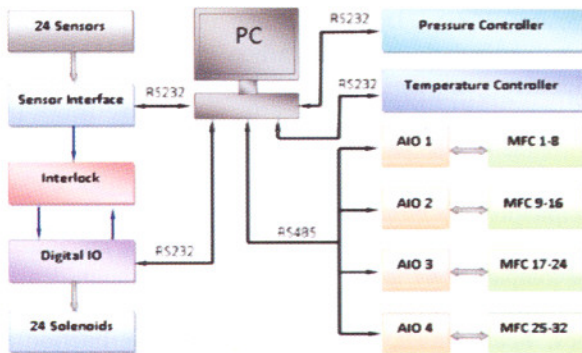 24 Sensors
PC
RS232
Pressure Controller
Sensor Interface
RS232
RS232
Temperature Controller
Interlock
AIO 1
MFC 1-8
AIO 2
MFC 9-16
RS485
Digital IO
RS232
AIO 3
MFC 17-24
24 Solenoids
AIO 4
MFC 25-32